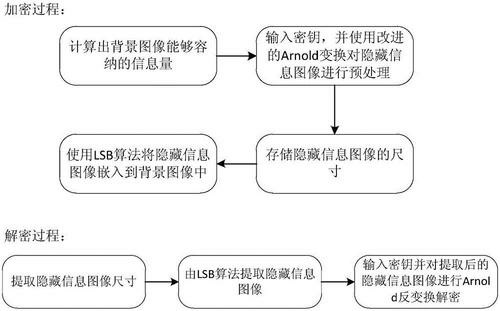 加密过程：
计算出背景图像能够容
纳的信息量
输入密钥，并使用改进
的Arnold变换对隐藏信
息图像进行预处理
使用LSB算法将隐藏信息
图像嵌入到背景图像中
存储隐藏信息图像的尺
寸
解密过程：
提取隐藏信息图像尺寸
由LSB算法提取隐藏信息
图像
输入密钥并对提取后的
隐藏信息图像进行Arnol
d反变换解密